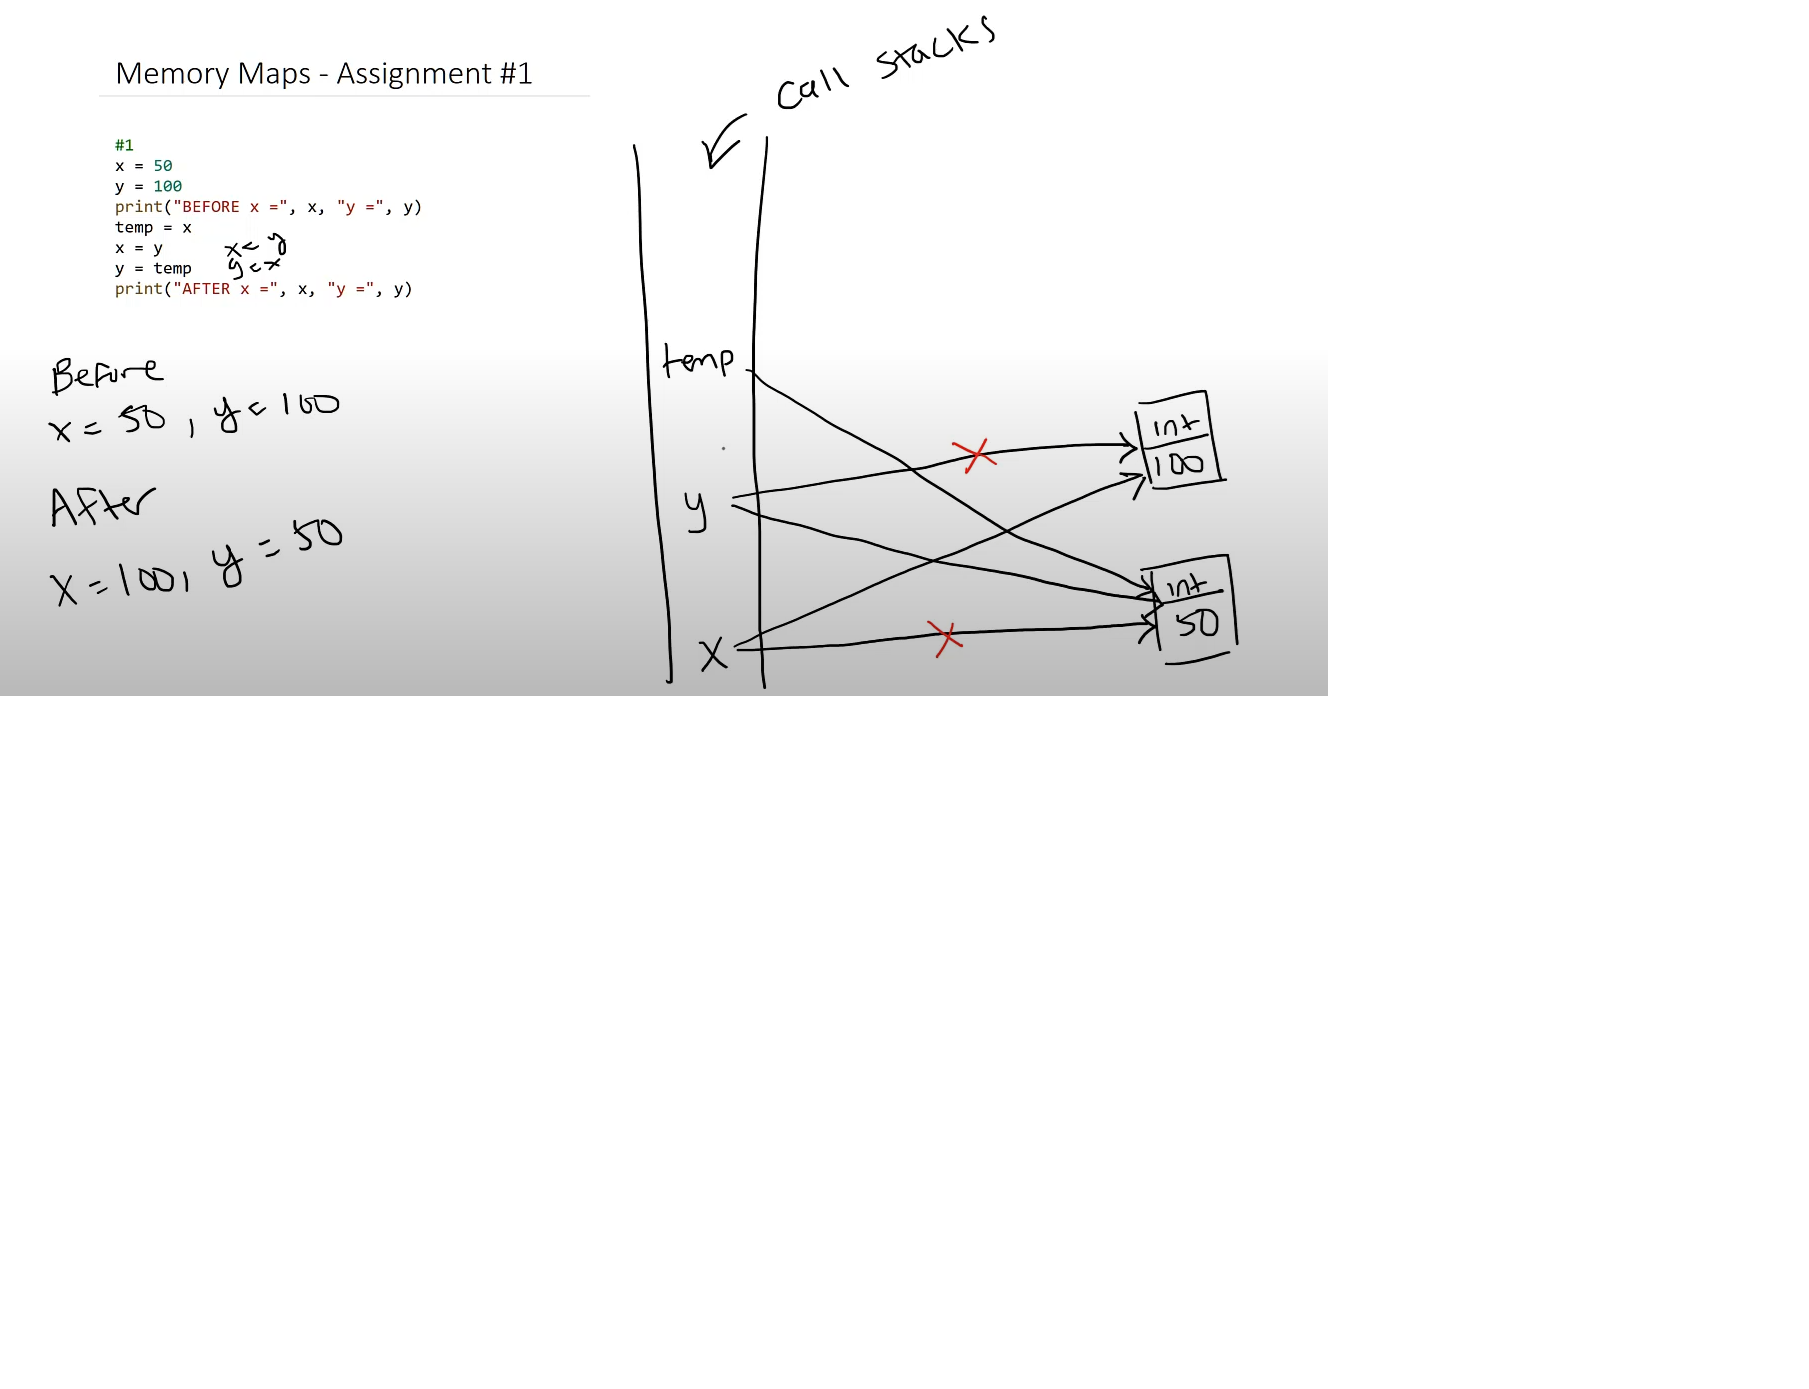 Memory Maps - Assignment #1
call stacks
#1
x = 50
y = 100
print("BEFORE x =", x, "y =", y)
temp = x
x = y
x = y
y = temp
y = x
print("AFTER x =", x, "y =", y)
Before
x = 50, y = 100
After
x = 100, y = 50
temp
y
x
int
100
int
50